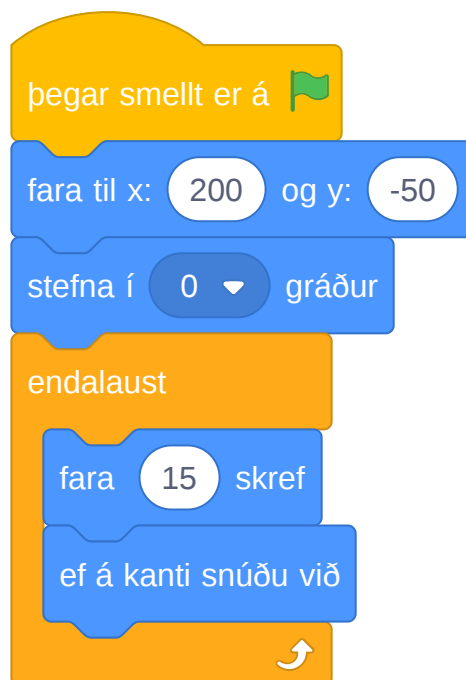 þegar smellt er á
fara til x: 200 og y: -50
stefna í 0 gráður
endalaust
fara 15 skref
ef á kanti snúðu við